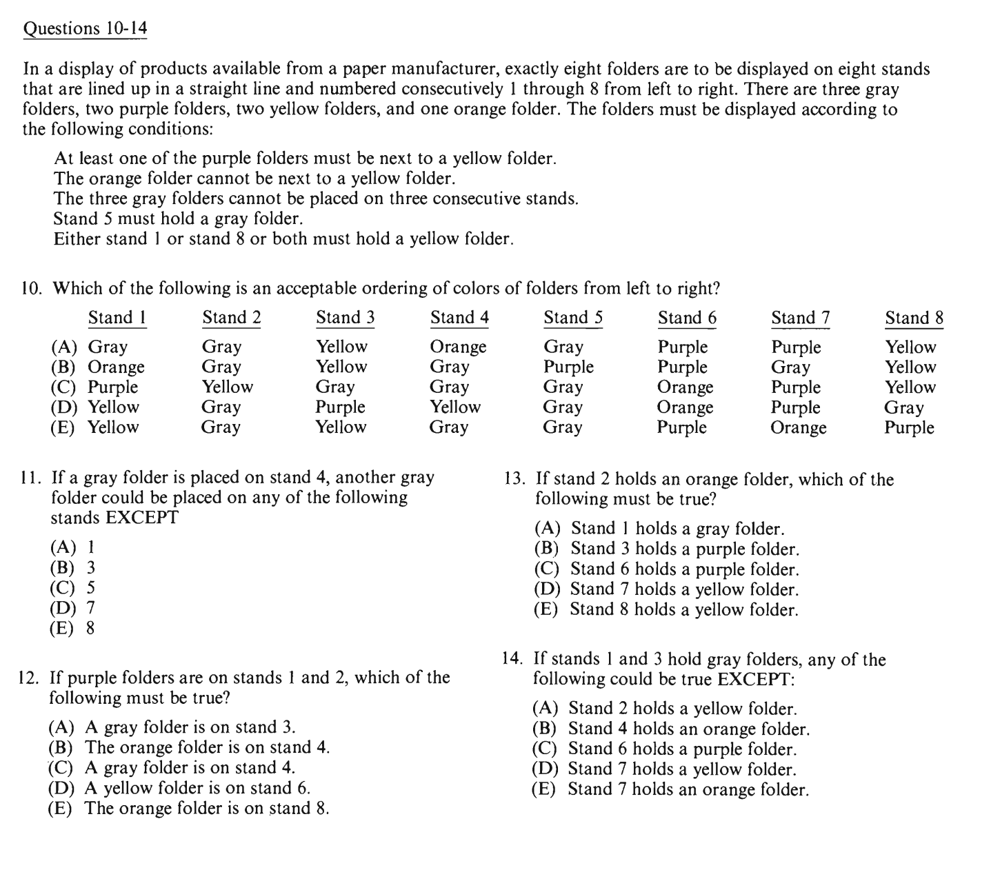 Questions 10-14
In a display of products available from a paper manufacturer, exactly eight folders are to be displayed on eight stands
that are lined up in a straight line and numbered consecutively 1 through 8 from left to right. There are three gray
folders, two purple folders, two yellow folders, and one orange folder. The folders must be displayed according to
the following conditions:
At least one of the purple folders must be next to a yellow folder.
The orange folder cannot be next to a yellow folder.
The three gray folders cannot be placed on three consecutive stands.
Stand 5 must hold a gray folder.
Either stand 1 or stand 8 or both must hold a yellow folder.
10. Which of the following is an acceptable ordering of colors of folders from left to right?
Stand 1 Stand 2 Stand 3 Stand 4 Stand 5 Stand 6 Stand 7 Stand 8
(A) Gray Gray Yellow Orange Gray Purple Purple Yellow
(B) Orange Gray Yellow Gray Purple Purple Gray Yellow
(C) Purple Yellow Gray Gray Gray Orange Purple Yellow
(D) Yellow Gray Purple Yellow Gray Orange Purple Gray
(E) Yellow Gray Yellow Gray Gray Purple Orange Purple
11. If a gray folder is placed on stand 4, another gray
folder could be placed on any of the following
stands EXCEPT
(A) 1
(B) 3
(C) 5
(D) 7
(E) 8
12. If purple folders are on stands 1 and 2, which of the
following must be true?
(A) A gray folder is on stand 3.
(B) The orange folder is on stand 4.
(C) A gray folder is on stand 4.
(D) A yellow folder is on stand 6.
(E) The orange folder is on stand 8.
13. If stand 2 holds an orange folder, which of the
following must be true?
(A) Stand 1 holds a gray folder.
(B) Stand 3 holds a purple folder.
(C) Stand 6 holds a purple folder.
(D) Stand 7 holds a yellow folder.
(E) Stand 8 holds a yellow folder.
14. If stands 1 and 3 hold gray folders, any of the
following could be true EXCEPT:
(A) Stand 2 holds a yellow folder.
(B) Stand 4 holds an orange folder.
(C) Stand 6 holds a purple folder.
(D) Stand 7 holds a yellow folder.
(E) Stand 7 holds an orange folder.